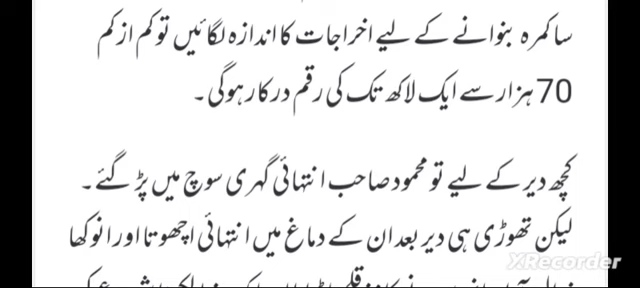 سا کمرہ بنوانے کے لیے اخراجات کا اندازہ لگائیں تو کم از کم
70 ہزار سے ایک لاکھ تک کی رقم درکار ہوگی۔
کچھ دیر کے لیے تو محمود صاحب انتہائی گہری سوچ میں پڑ گئے۔
لیکن تھوڑی ہی دیر بعد ان کے دماغ میں انتہائی اچھوتا اور انوکھا
XRecorder